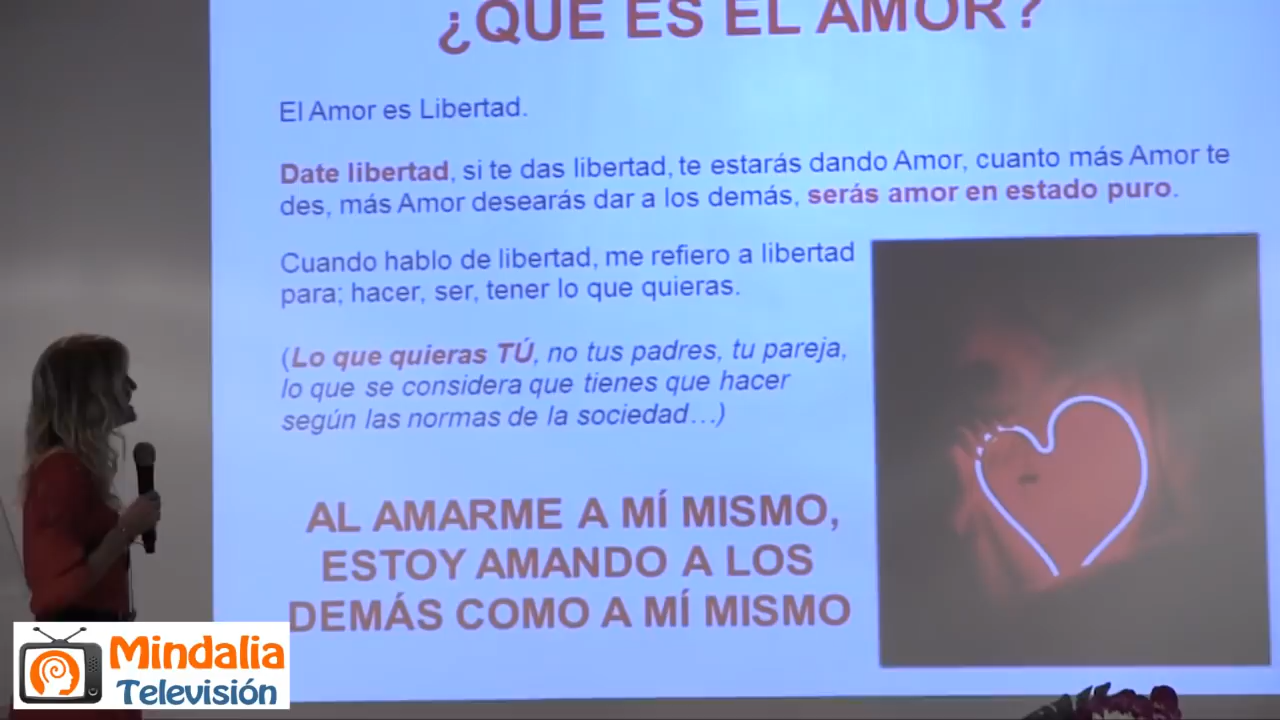 ¿QUÉ ES EL AMOR?
El Amor es Libertad.
Date libertad, si te das libertad, te estarás dando Amor, cuanto más Amor te
des, más Amor desearás dar a los demás, serás amor en estado puro.
Cuando hablo de libertad, me refiero a libertad
para; hacer, ser, tener lo que quieras.
(Lo que quieras TÚ, no tus padres, tu pareja,
lo que se considera que tienes que hacer
según las normas de la sociedad…)
AL AMARME A MÍ MISMO,
ESTOY AMANDO A LOS
DEMÁS COMO A MÍ MISMO
Mindalia
Televisión